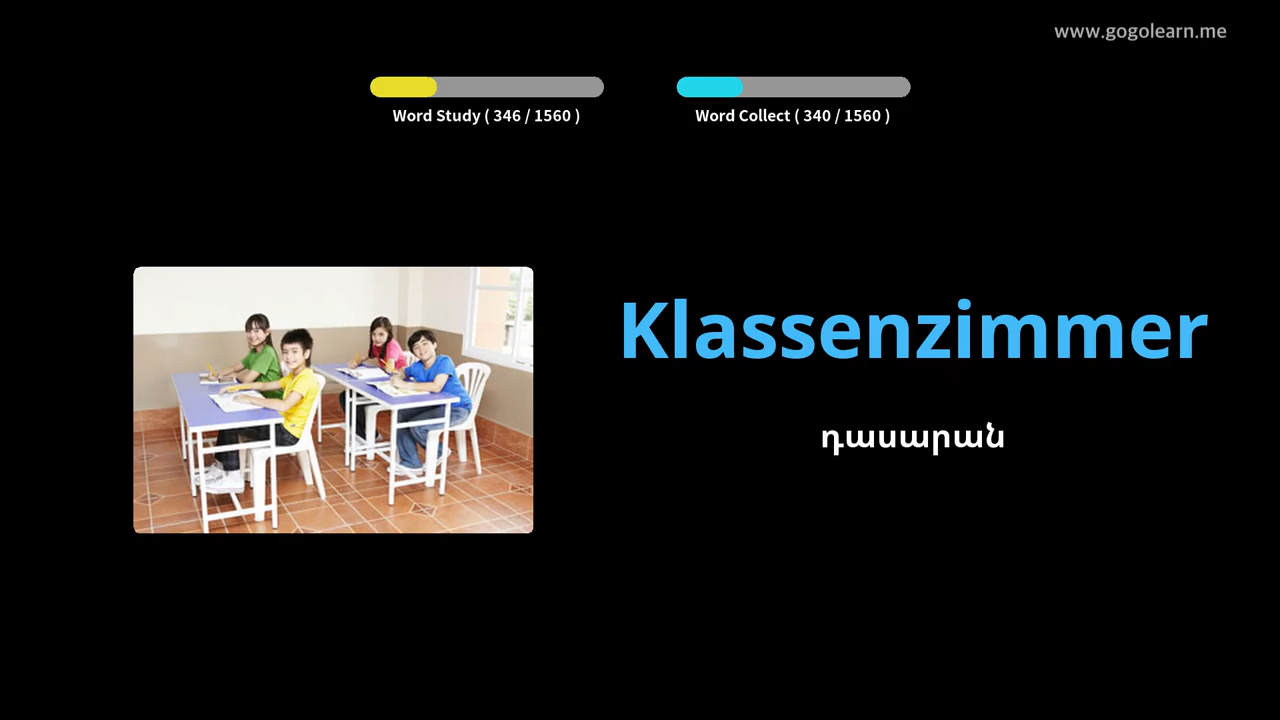 www.gogolearn.me
Word Study ( 346 / 1560 )
Word Collect ( 340 / 1560 )
Klassenzimmer
դասարան